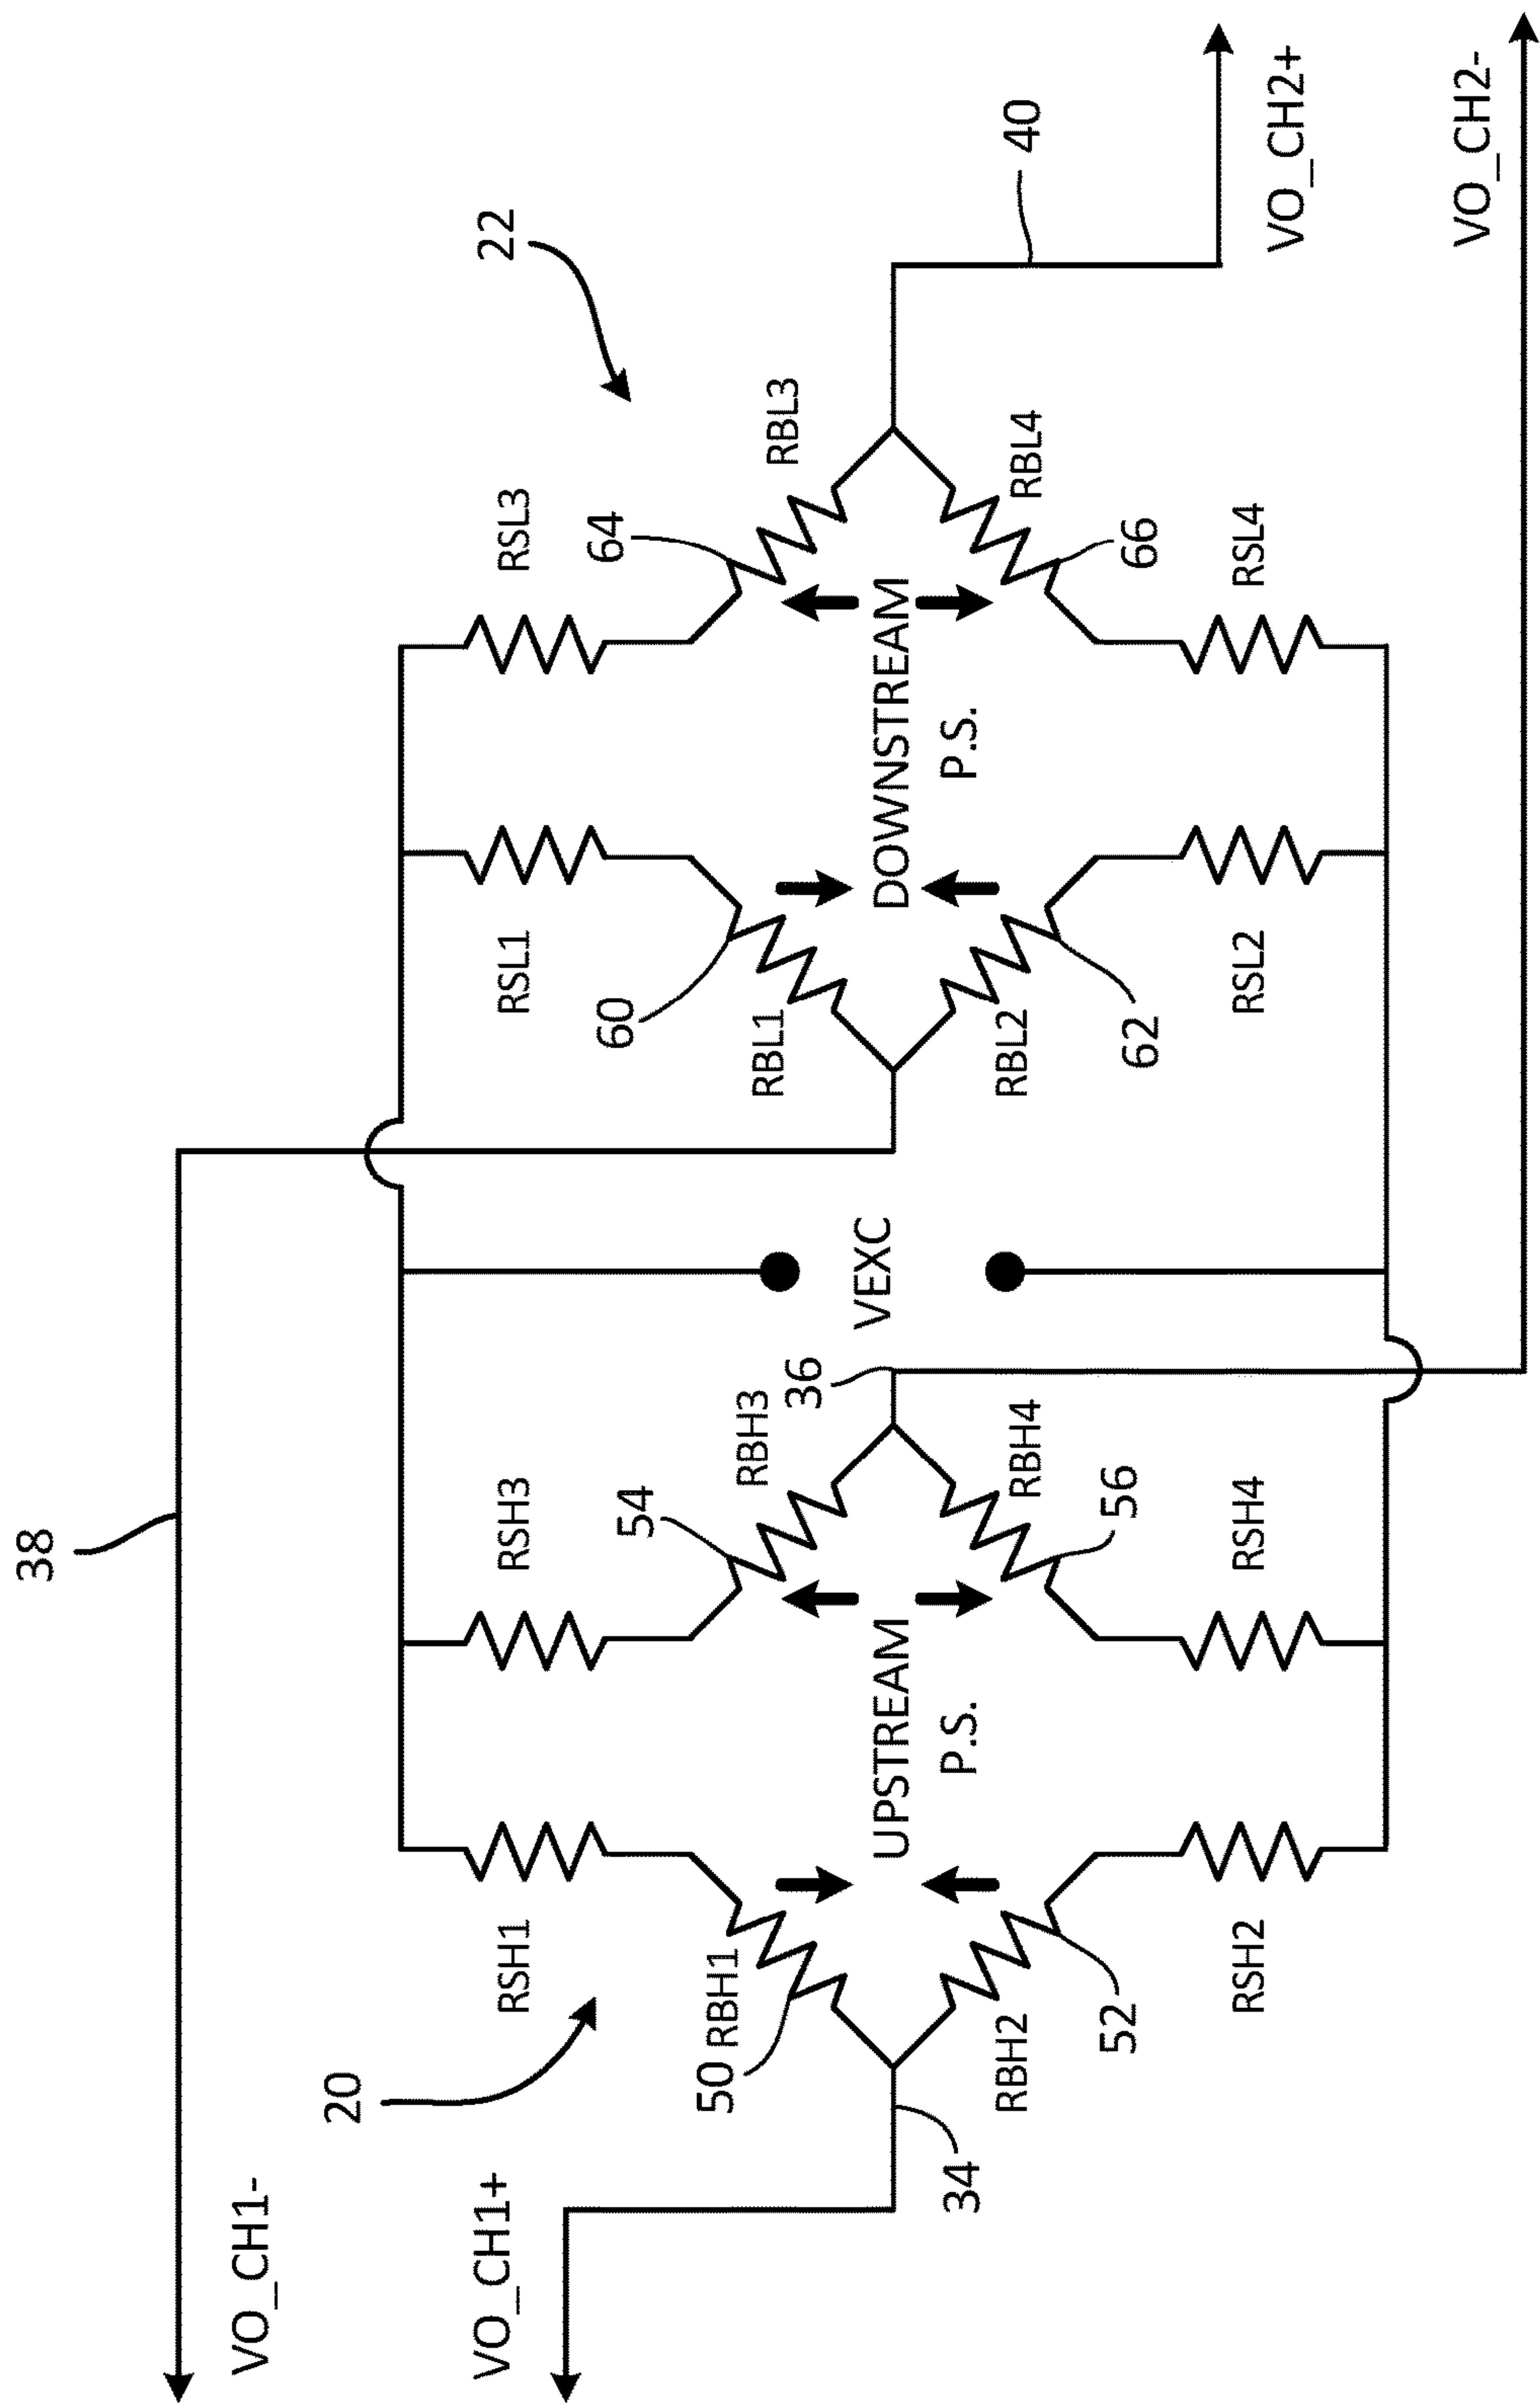 38
VO_CH1-
VO_CH1+
20
22
RSH1
RSH3
RSL1
RSL3
50
RBH1
54
RBH3
60
RBL1
64
RBL3
34
UPSTREAM
P.S.
36
VEXC
DOWNSTREAM
P.S.
40
RBH2
52
RBH4
56
RBL2
62
RBL4
66
RSH2
RSH4
RSL2
RSL4
VO_CH2+
VO_CH2-